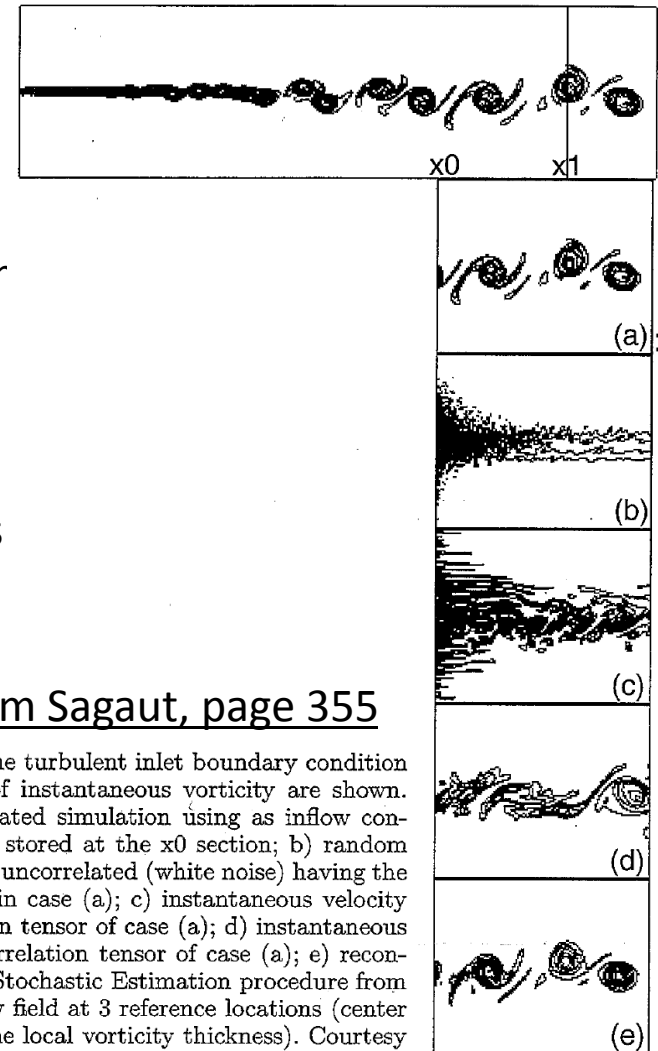 x0 x1
r
(a)
(b)
s
(c)
m Sagaut, page 355
ne turbulent inlet boundary condition
of instantaneous vorticity are shown.
ated simulation using as inflow con-
stored at the x0 section; b) random
uncorrelated (white noise) having the
in case (a); c) instantaneous velocity
n tensor of case (a); d) instantaneous
rrelation tensor of case (a); e) recon-
Stochastic Estimation procedure from
y field at 3 reference locations (center
ne local vorticity thickness). Courtesy
(d)
(e)